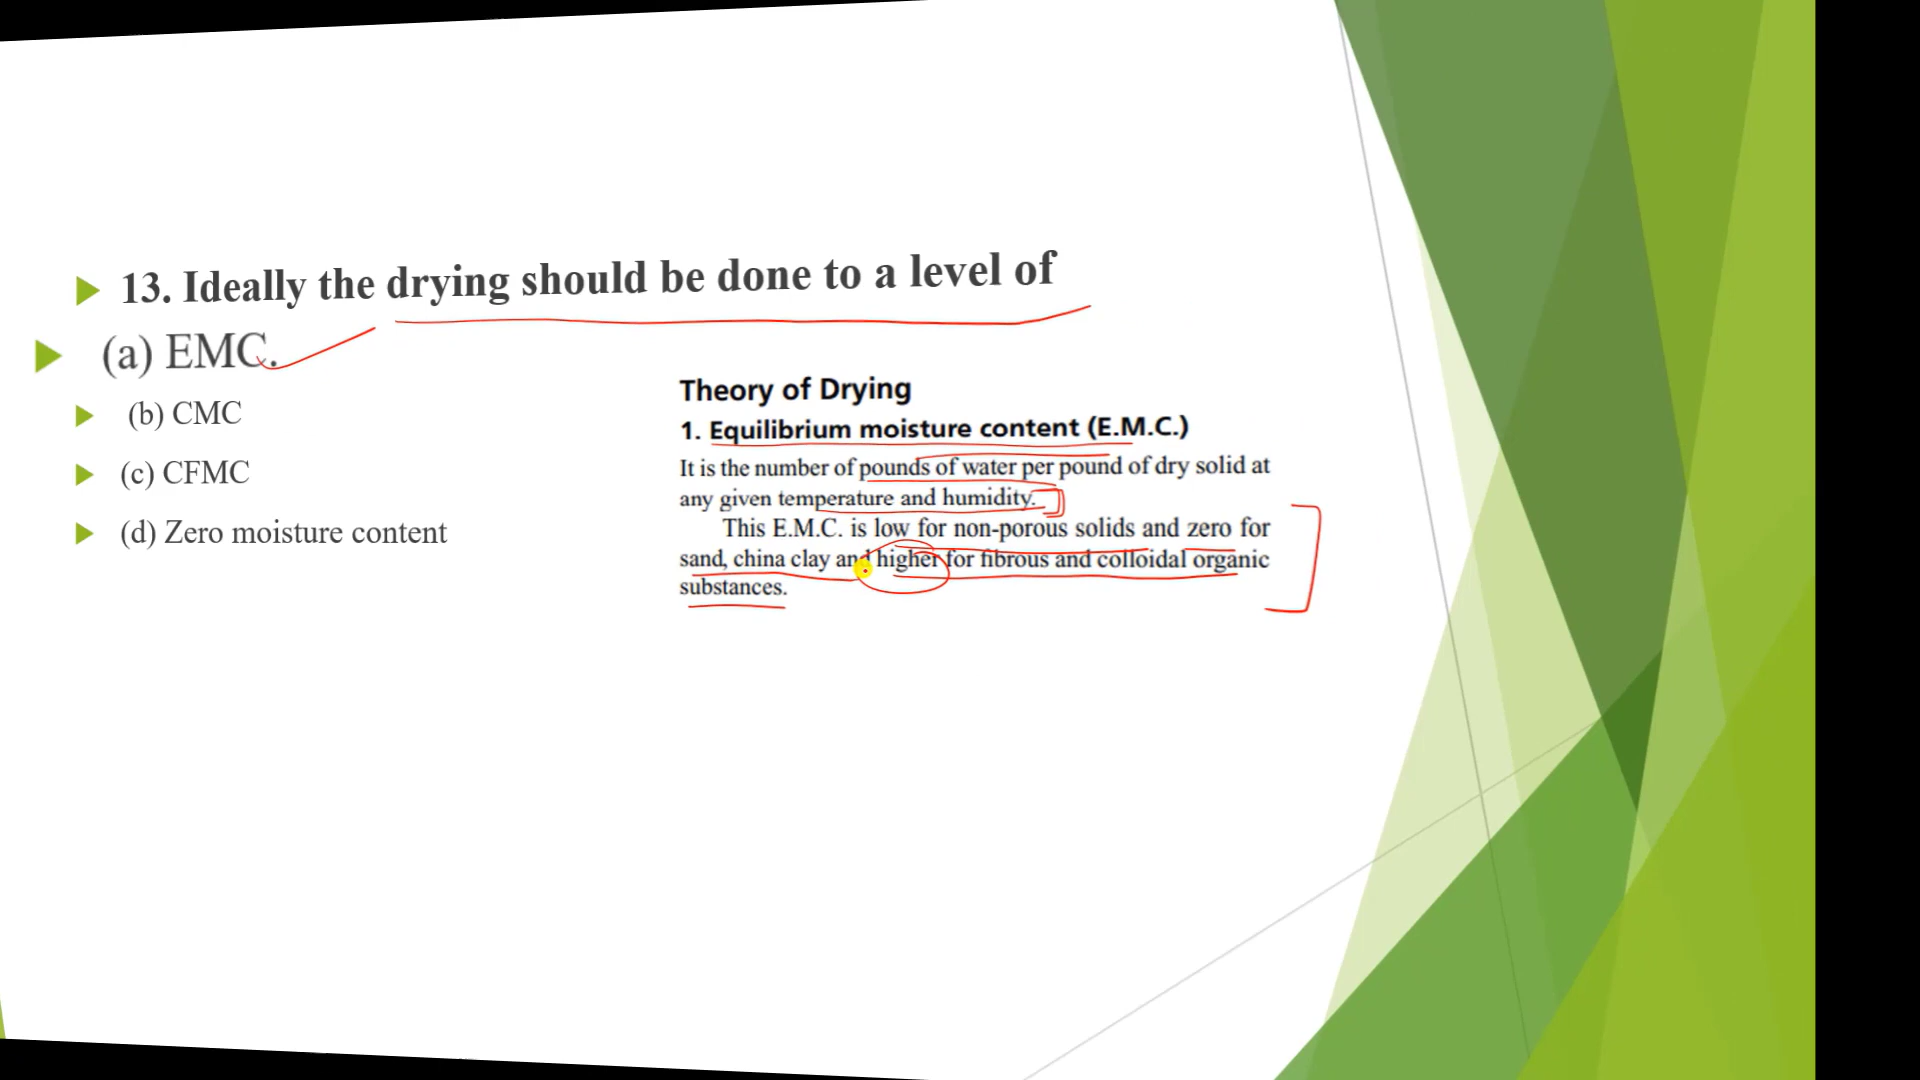 13. Ideally the drying should be done to a level of
(a) EMC.
(b) CMC
(c) CFMC
(d) Zero moisture content
Theory of Drying
1. Equilibrium moisture content (E.M.C.)
It is the number of pounds of water per pound of dry solid at
any given temperature and humidity.
This E.M.C. is low for non-porous solids and zero for
sand, china clay and higher for fibrous and colloidal organic
substances.